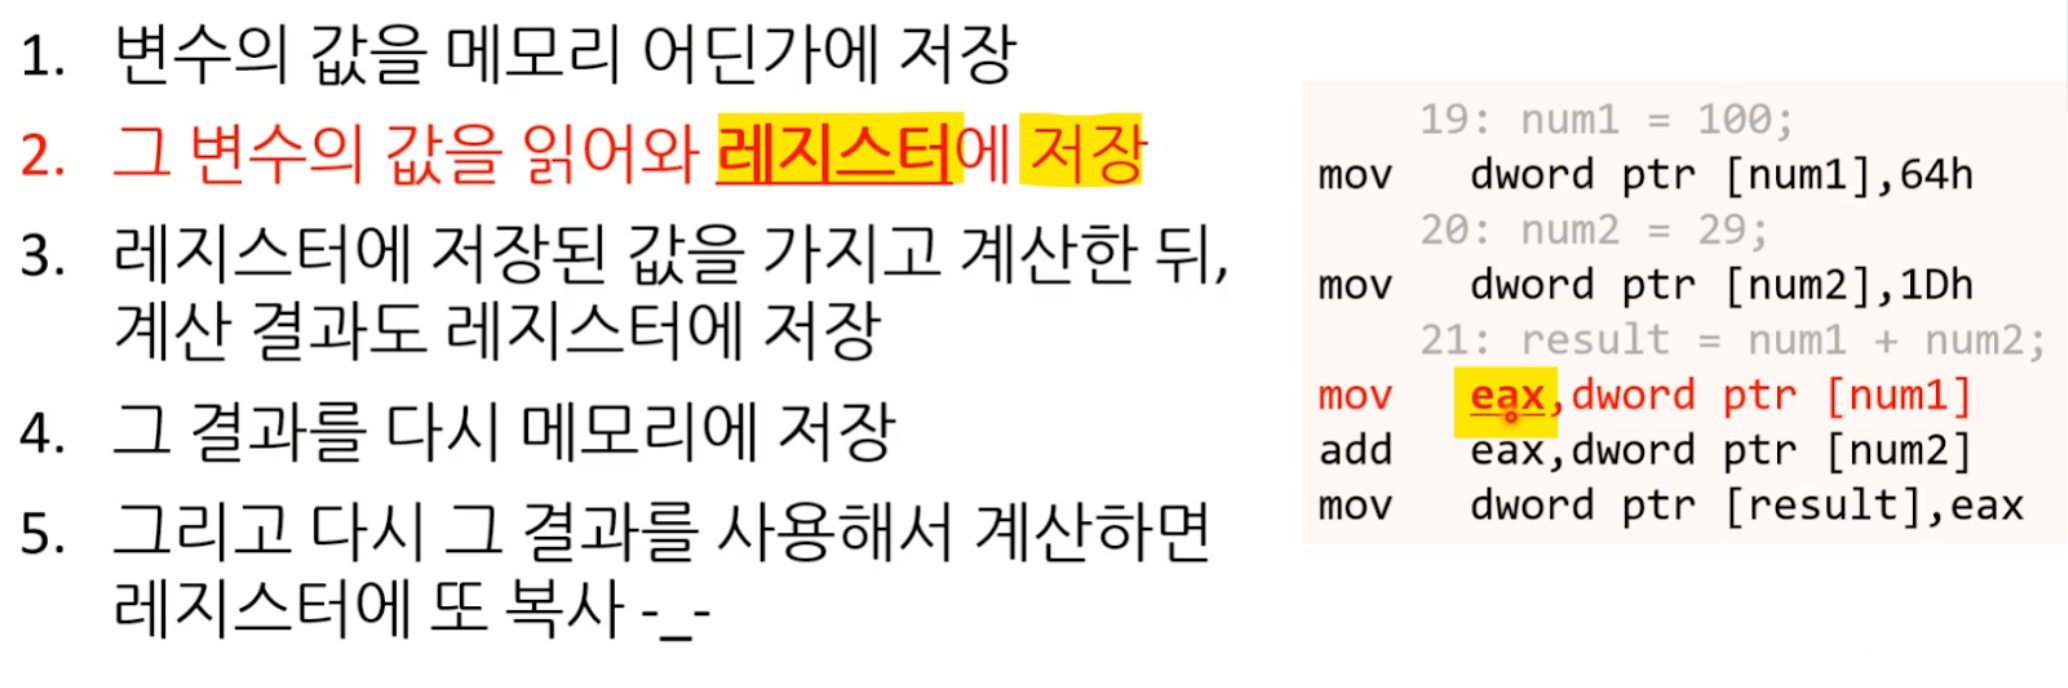 1. 변수의 값을 메모리 어딘가에 저장
2. 그 변수의 값을 읽어와 레지스터에 저장
3. 레지스터에 저장된 값을 가지고 계산한 뒤,
계산 결과도 레지스터에 저장
4. 그 결과를 다시 메모리에 저장
5. 그리고 다시 그 결과를 사용해서 계산하면
레지스터에 또 복사 -_-
19: num1 = 100;
mov dword ptr [num1],64h
20: num2 = 29;
mov dword ptr [num2],1Dh
21: result = num1 + num2;
mov eax,dword ptr [num1]
add eax,dword ptr [num2]
mov dword ptr [result],eax